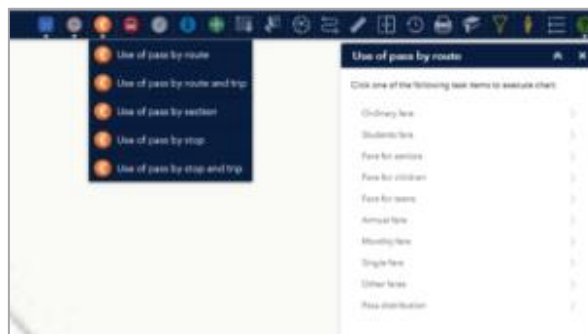 Use of pass by route
Use of pass by route and trip
Use of pass by section
Use of pass by stop
Use of pass by stop and trip
Use of pass by route
Click one of the following task items to execute chart.
Ordinary fare
Students fare
Fare for seniors
Fare for children
Fare for teens
Annual fare
Monthly fare
Single fare
Other fares
Pass distribution